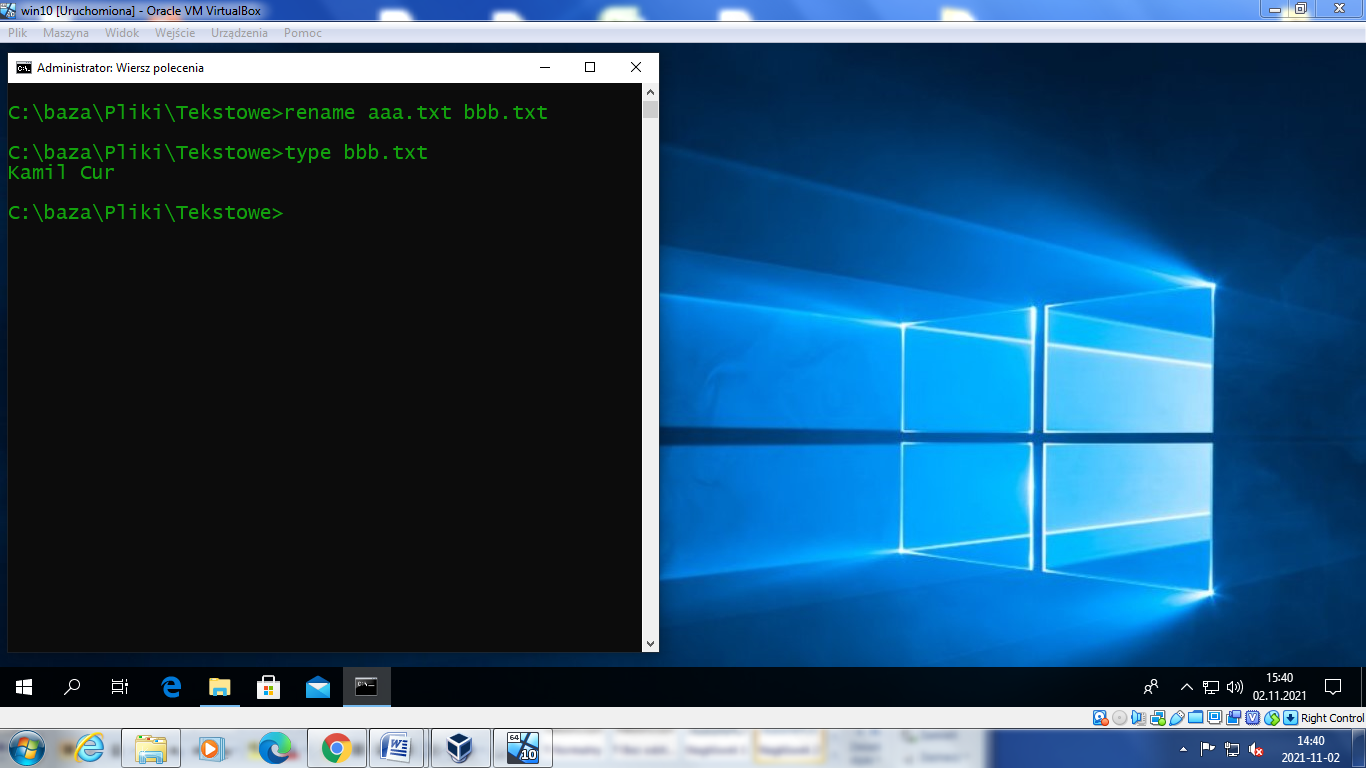 win10 [Uruchomiona] - Oracle VM VirtualBox
Plik Maszyna Widok Wejście Urządzenia Pomoc
Administrator: Wiersz polecenia
C:\baza\Pliki\Tekstowe>rename aaa.txt bbb.txt
C:\baza\Pliki\Tekstowe>type bbb.txt
Kamil Cur
C:\baza\Pliki\Tekstowe>
15:40
02.11.2021
Right Control
64
10
14:40
2021-11-02